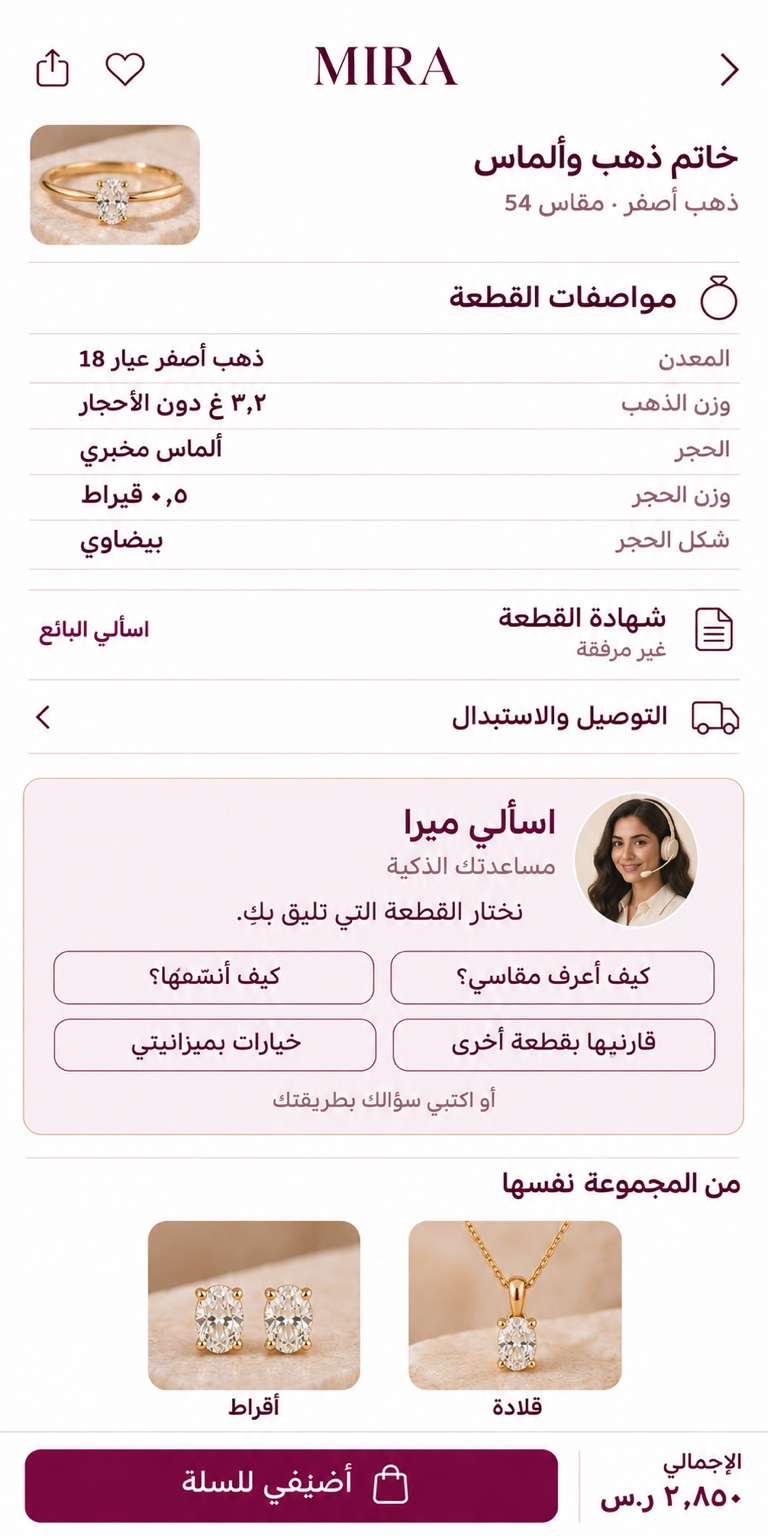 MIRA
خاتم ذهب وألماس
ذهب أصفر · مقاس 54
مواصفات القطعة
المعدن ذهب أصفر عيار 18
وزن الذهب ٣,٢ غ دون الأحجار
الحجر ألماس مخبري
وزن الحجر ٠,٥ قيراط
شكل الحجر بيضاوي
شهادة القطعة
غير مرفقة
اسألي البائع
التوصيل والاستبدال
اسألي ميرا
مساعدتك الذكية
نختار القطعة التي تليق بكِ.
كيف أعرف مقاسي؟
كيف
قارنيها بقطعة أخرى
خيارات بميزانيتي
أو اكتبي سؤالك بطريقتك
من المجموعة نفسها
قلادة
أقراط
الإجمالي
٢,٨٥٠ ر.س
للسلة